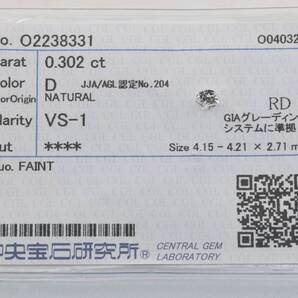 o. O2238331 O04032
arat 0.302 ct
olor D JJA/AGL認定No.204
orOrigin NATURAL
arity VS-1 RD
GIAグレーディン
システムに準拠
ut **** Size 4.15 - 4.21 × 2.71 m
uo. FAINT
中央宝石研究所® CENTRAL GEM
LABORATORY